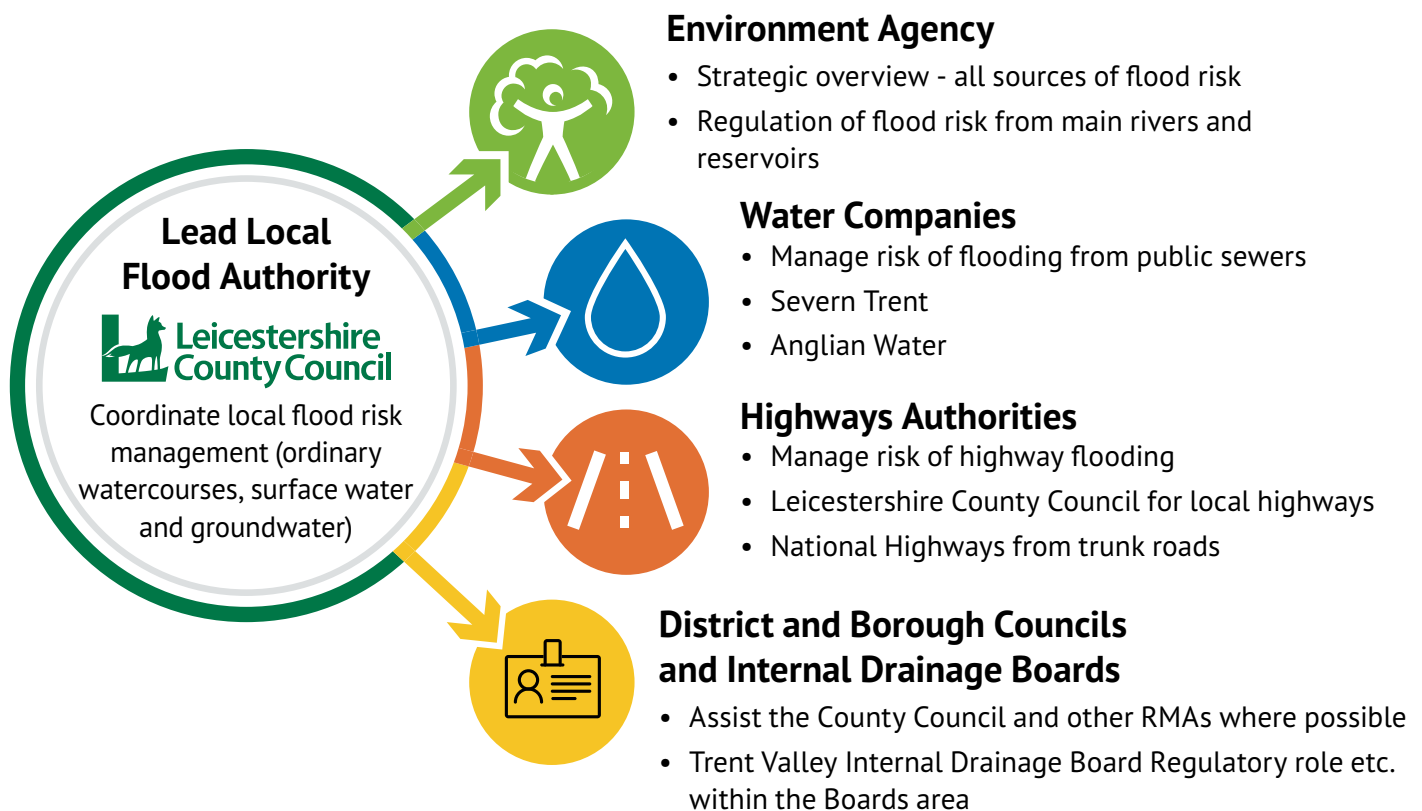 Lead Local
Flood Authority
Leicestershire
County Council
Coordinate local flood risk
management (ordinary
watercourses, surface water
and groundwater)
Environment Agency
• Strategic overview - all sources of flood risk
• Regulation of flood risk from main rivers and
reservoirs
Water Companies
• Manage risk of flooding from public sewers
• Severn Trent
• Anglian Water
Highways Authorities
• Manage risk of highway flooding
• Leicestershire County Council for local highways
• National Highways from trunk roads
District and Borough Councils
and Internal Drainage Boards
• Assist the County Council and other RMAs where possible
• Trent Valley Internal Drainage Board Regulatory role etc.
within the Boards area